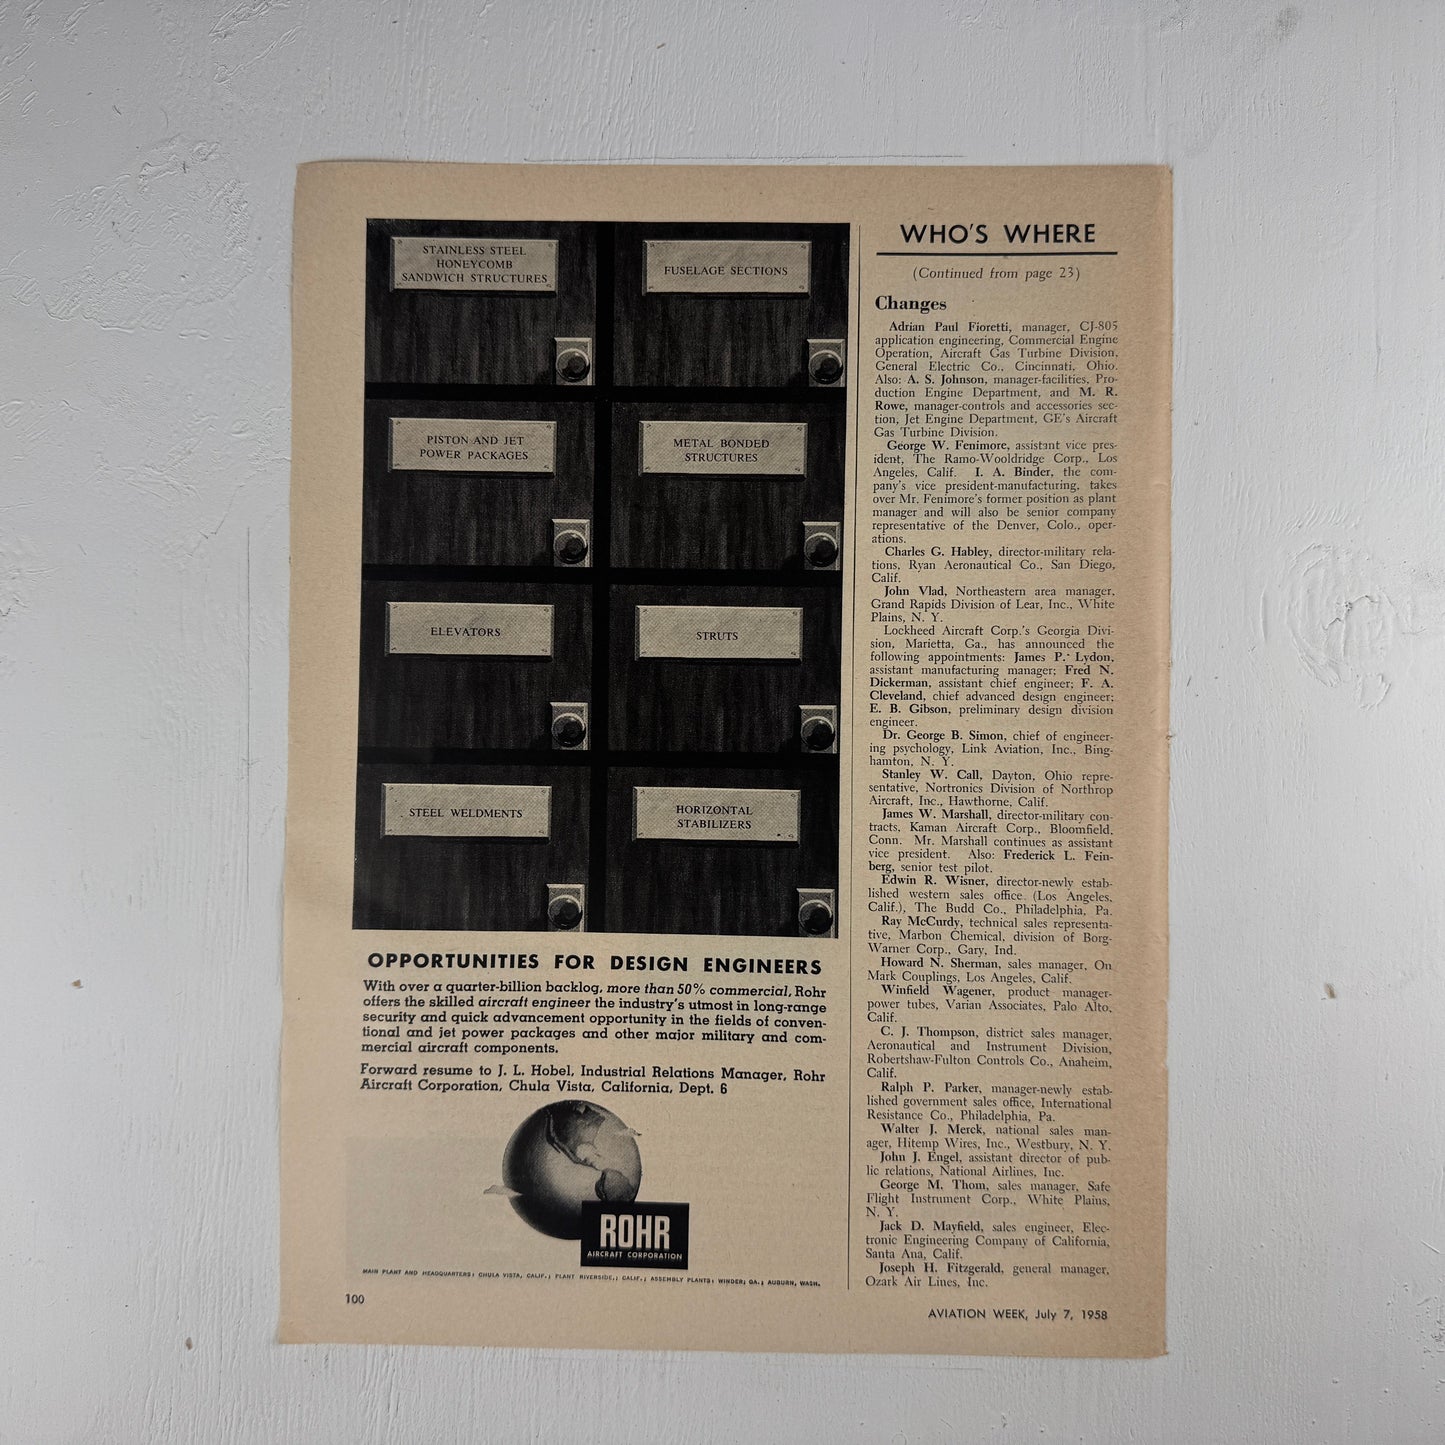 STAINLESS STEEL
HONEYCOMB
SANDWICH STRUCTURES
FUSELAGE SECTIONS
PISTON AND JET
POWER PACKAGES
METAL BONDED
STRUCTURES
ELEVATORS
STRUTS
STEEL WELDMENTS
HORIZONTAL
STABILIZERS
OPPORTUNITIES FOR DESIGN ENGINEERS
With over a quarter-billion backlog, more than 50% commercial, Rohr
offers the skilled aircraft engineer the industry's utmost in long-range
security and quick advancement opportunity in the fields of conven-
tional and jet power packages and other major military and com-
mercial aircraft components.
Forward resume to J. L. Hobel, Industrial Relations Manager, Rohr
Aircraft Corporation, Chula Vista, California, Dept. 6
ROHR
AIRCRAFT CORPORATION
MAIN PLANT AND HEADQUARTERS: CHULA VISTA, CALIF.; PLANT RIVERSIDE,; CALIF.; ASSEMBLY PLANTS: WINDER; GA.; AUBURN, WASH.
100
WHO'S WHERE
(Continued from page 23)
Changes
Adrian Paul Fioretti, manager, CJ-805
application engineering, Commercial Engine
Operation, Aircraft Gas Turbine Division,
General Electric Co., Cincinnati, Ohio.
Also: A. S. Johnson, manager-facilities, Pro-
duction Engine Department, and M. R.
Rowe, manager-controls and accessories sec-
tion, Jet Engine Department, GE's Aircraft
Gas Turbine Division.
George W. Fenimore, assistant vice pres-
ident, The Ramo-Wooldridge Corp., Los
Angeles, Calif. I. A. Binder, the com-
pany's vice president-manufacturing, takes
over Mr. Fenimore's former position as plant
manager and will also be senior company
representative of the Denver, Colo., oper-
ations.
Charles G. Habley, director-military rela-
tions, Ryan Aeronautical Co., San Diego,
Calif.
John Vlad, Northeastern area manager,
Grand Rapids Division of Lear, Inc., White
Plains, N. Y.
Lockheed Aircraft Corp.'s Georgia Divi-
sion, Marietta, Ga., has announced the
following appointments: James P. Lydon,
assistant manufacturing manager; Fred N.
Dickerman, assistant chief engineer; F. A.
Cleveland, chief advanced design engineer;
E. B. Gibson, preliminary design division
engineer.
Dr. George B. Simon, chief of engineer-
ing psychology, Link Aviation, Inc., Bing-
hamton, N. Y.
Stanley W. Call, Dayton, Ohio repre-
sentative, Nortronics Division of Northrop
Aircraft, Inc., Hawthorne, Calif.
James W. Marshall, director-military con-
tracts, Kaman Aircraft Corp., Bloomfield,
Conn. Mr. Marshall continues as assistant
vice president. Also: Frederick L. Fein-
berg, senior test pilot.
Edwin R. Wisner, director-newly estab-
lished western sales office (Los Angeles,
Calif.), The Budd Co., Philadelphia, Pa.
Ray McCurdy, technical sales representa-
tive, Marbon Chemical, division of Borg-
Warner Corp., Gary, Ind.
Howard N. Sherman, sales manager, On
Mark Couplings, Los Angeles, Calif.
Winfield Wagener, product manager-
power tubes, Varian Associates, Palo Alto,
Calif.
C. J. Thompson, district sales manager,
Aeronautical and Instrument Division,
Robertshaw-Fulton Controls Co., Anaheim,
Calif.
Ralph P. Parker, manager-newly estab-
lished government sales office, International
Resistance Co., Philadelphia, Pa.
Walter J. Merck, national sales man-
ager, Hitemp Wires, Inc., Westbury, N. Y.
John J. Engel, assistant director of pub-
lic relations, National Airlines, Inc.
George M. Thom, sales manager, Safe
Flight Instrument Corp., White Plains,
N. Y.
Jack D. Mayfield, sales engineer, Elec-
tronic Engineering Company of California,
Santa Ana, Calif.
Joseph H. Fitzgerald, general manager,
Ozark Air Lines, Inc.
AVIATION WEEK, July 7, 1958